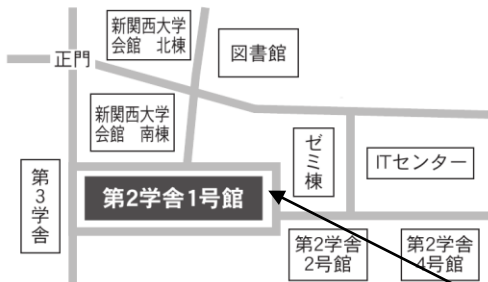 新関西大学
会館　北棟
図書館
正門
新関西大学
会館　南棟
ゼミ棟
ITセンター
第3学舎
第2学舎1号館
第2学舎
2号館
第2学舎
4号館